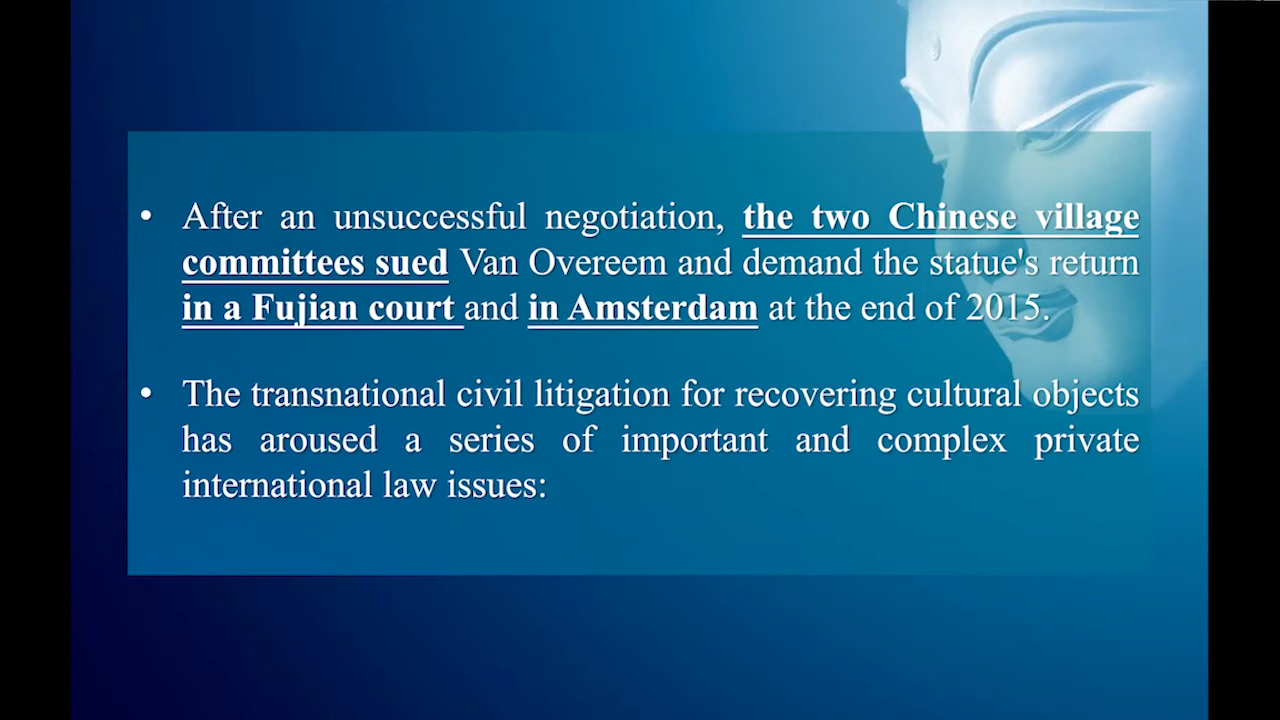 • After an unsuccessful negotiation, the two Chinese village
committees sued Van Overeem and demand the statue's return
in a Fujian court and in Amsterdam at the end of 2015.
• The transnational civil litigation for recovering cultural objects
has aroused a series of important and complex private
international law issues: